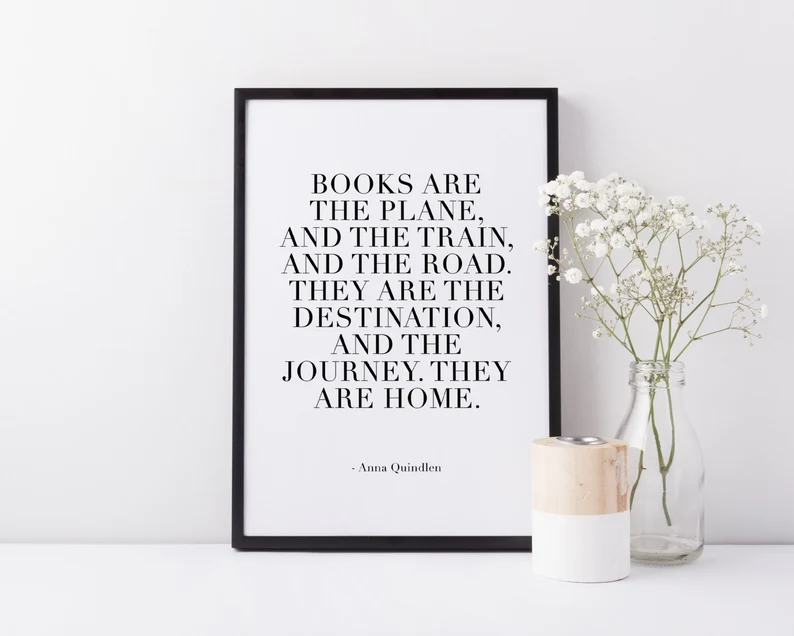 BOOKS ARE
THE PLANE,
AND THE TRAIN,
AND THE ROAD.
THEY ARE THE
DESTINATION,
AND THE
JOURNEY. THEY
ARE HOME.
- Anna Quindlen